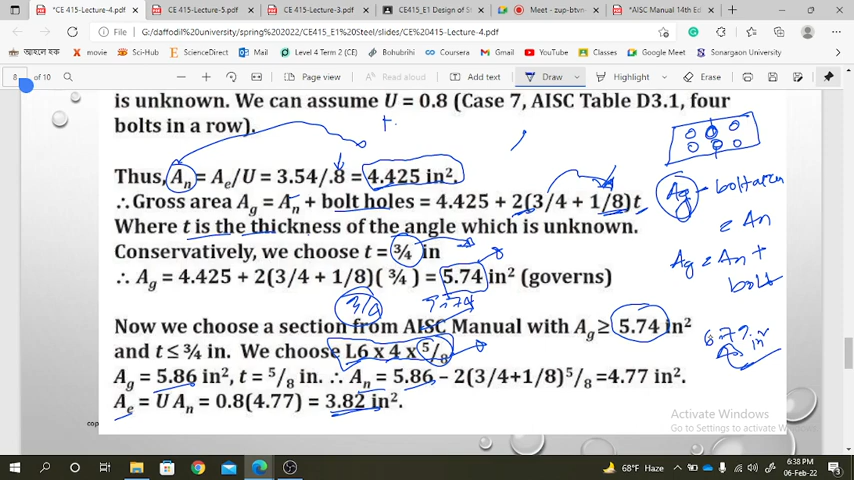 *CE 415-Lecture-4.pdf
CE 415-Lecture-5.pdf
CE 415-Lecture-3.pdf
CE415_E1 Design of St
Meet - zup-btvn-
*AISC Manual 14th Ed
File
G:/daffodil university/spring 2022/CE415_E1%20Steel/slides/CE%20415-Lecture-4.pdf
movie
Sci-Hub
ScienceDirect
Mail
Level 4 Term 2 (CE)
Bohubrihi
Coursera
Gmail
YouTube
Classes
Google Meet
Sonargaon University
8
of 10
Page view
Read aloud
Add text
Draw
Highlight
Erase
is unknown. We can assume U = 0.8 (Case 7, AISC Table D3.1, four
bolts in a row).
Thus, An = Ae/U = 3.54/.8 = 4.425 in².
∴ Gross area Ag = An + bolt holes = 4.425 + 2(3/4 + 1/8)t
Where t is the thickness of the angle which is unknown.
Conservatively, we choose t = ¾ in
∴ Ag = 4.425 + 2(3/4 + 1/8)( ¾ ) = 5.74 in² (governs)
Now we choose a section from AISC Manual with Ag ≥ 5.74 in²
and t ≤ ¾ in. We choose L6 x 4 x 5/8
Ag = 5.86 in², t = 5/8 in. ∴ An = 5.86 – 2(3/4+1/8)5/8 =4.77 in².
Ae = U An = 0.8(4.77) = 3.82 in².
Ag - bolt area
= An
Ag = An +
bolt
3/4
5.74
Activate Windows
Go to Settings to activate Windows
68°F Haze
6:38 PM
06-Feb-22